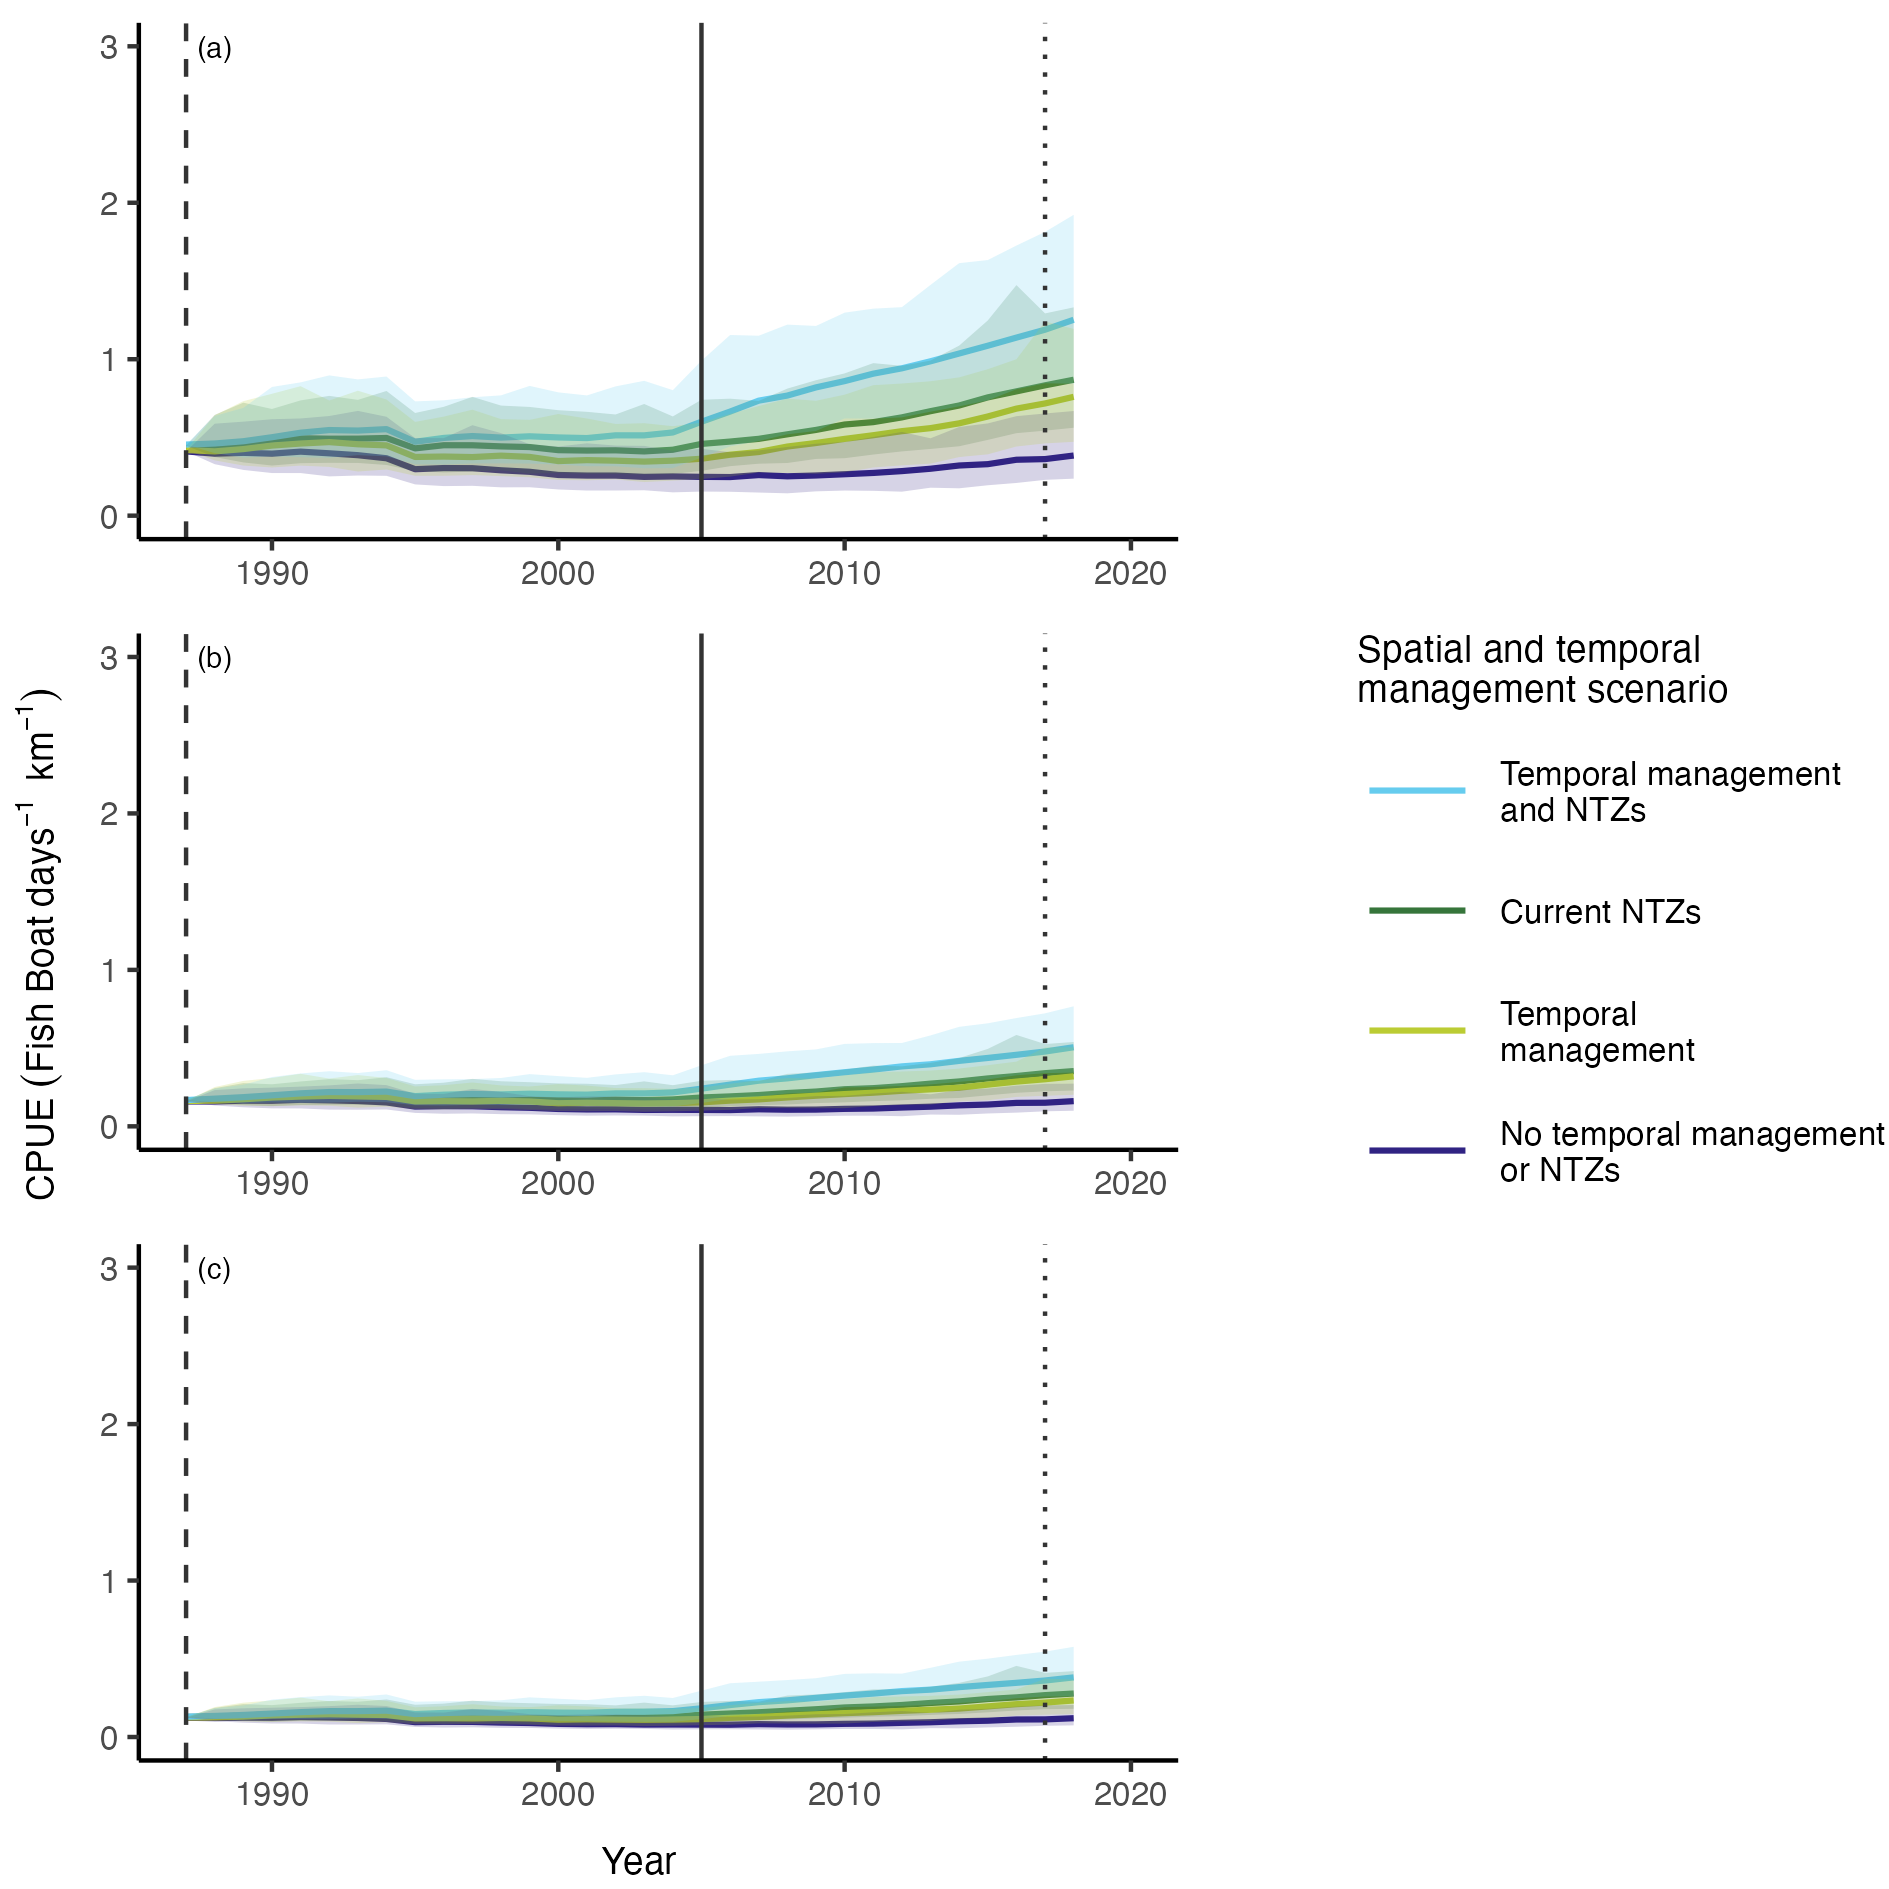 (a)
3
2
1
0
1990 2000 2010 2020
(b)
3
2
1
0
1990 2000 2010 2020
(c)
3
2
1
0
1990 2000 2010 2020
Year
CPUE (Fish Boat days⁻¹ km⁻¹)
Spatial and temporal
management scenario
Temporal management
and NTZs
Current NTZs
Temporal
management
No temporal management
or NTZs